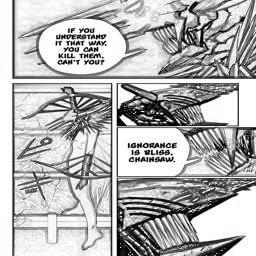 IF YOU
UNDERSTAND
IT THAT WAY,
YOU CAN
KILL THEM,
CAN'T YOU?
IGNORANCE
IS BLISS,
CHAINSAW.